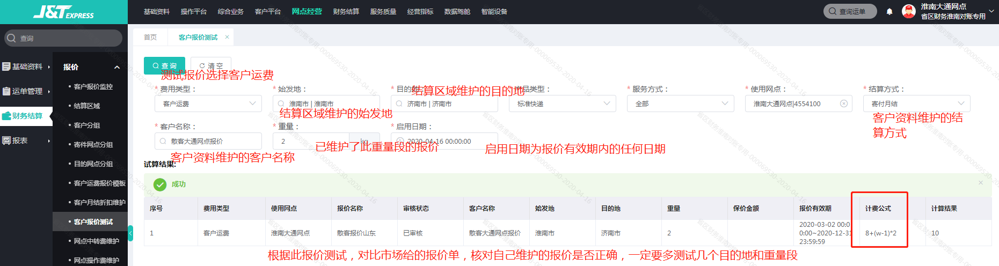 J&T EXPRESS
基础资料 操作平台 综合业务 客户平台 网点经营 财务结算 服务质量 经营指标 数据驾舱 智能设备
查询运单
淮南大通网点
省区财务淮南对账专用
查询
基础资料
运单管理
财务结算
报表
报价
客户报价监控
结算区域
客户分组
寄件网点分组
目的网点分组
客户运费报价模板
客户月结折扣维护
客户报价测试
网点中转费维护
网点操作费维护
首页 客户报价测试
查 询 清 空
测试报价选择客户运费
* 费用类型： * 始发地： * 目的地 品类型： * 服务方式： * 使用网点： * 结算方式：
结算区域维护的目的地
客户运费 淮南市 | 淮南市 济南市 | 济南市 标准快递 全部 淮南大通网点|4554100 寄付月结
结算区域维护的始发地
客户资料维护的结
算方式
* 客户名称： * 重量： * 启用日期：
散客大通网点报价 2 kg 2020-04-16 00:00:00
已维护了此重量段的报价
启用日期为报价有效期内的任何日期
客户资料维护的客户名称
试算结果:
成功
序号 费用类型 使用网点 报价名称 审核状态 客户名称 始发地 目的地 重量 保价金额 报价有效期 计费公式 计算结果
1 客户运费 淮南大通网点 散客报价山东 已审核 散客大通网点报价 淮南市 济南市 2 2020-03-02 00:0
0:00~2020-12-31
23:59:59 8+(w-1)*2 10
根据此报价测试，对比市场给的报价单，核对自己维护的报价是否正确，一定要多测试几个目的地和重量段
省区财务淮南对账专用-000069530-2020-04-16